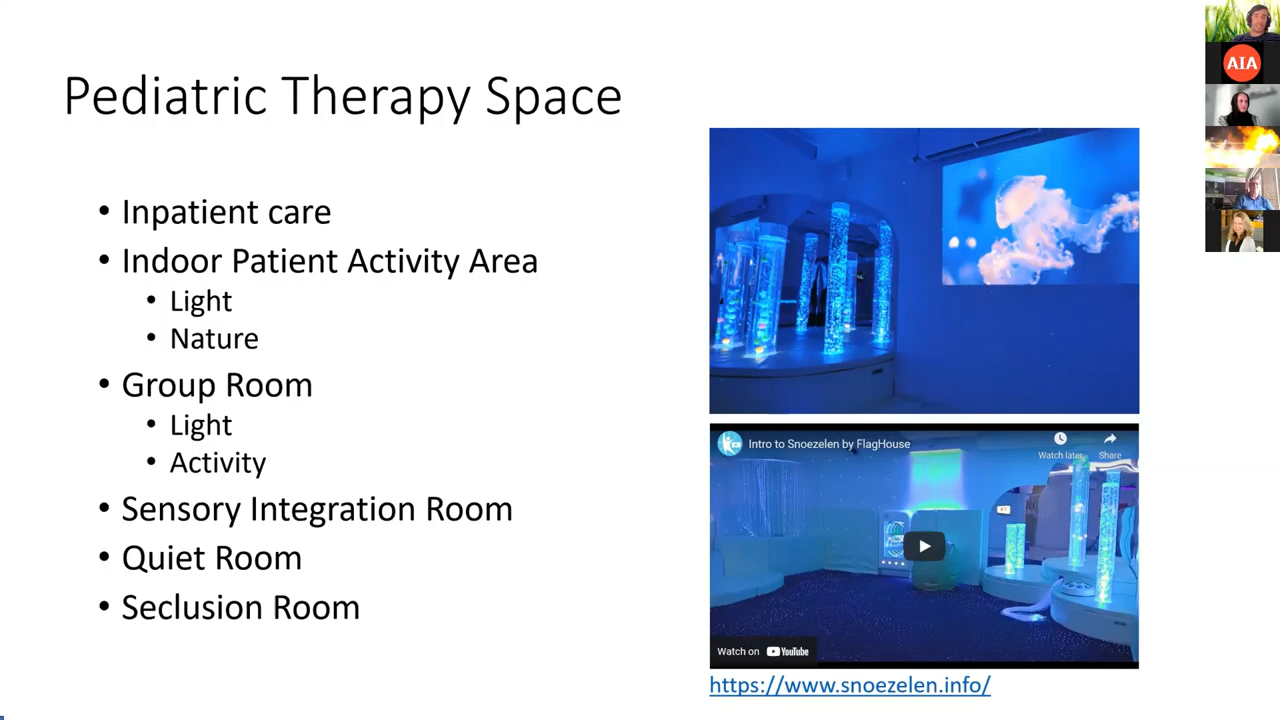 Pediatric Therapy Space
• Inpatient care
• Indoor Patient Activity Area
• Light
• Nature
• Group Room
• Light
• Activity
• Sensory Integration Room
• Quiet Room
• Seclusion Room
Intro to Snoezelen by FlagHouse
Watch later
Share
Watch on YouTube
https://www.snoezelen.info/
AIA